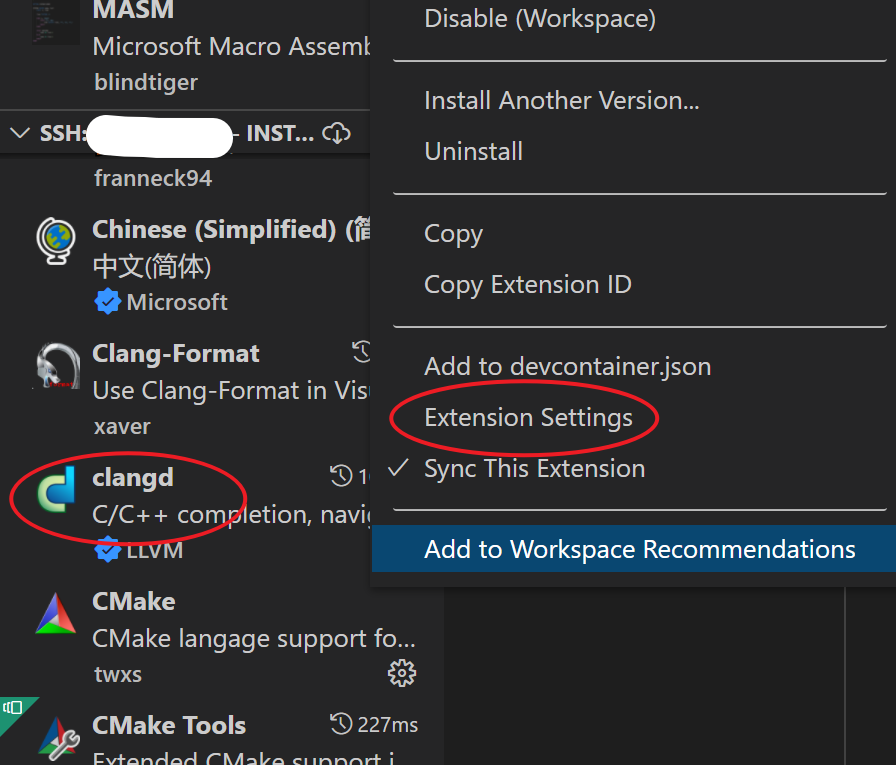 MASM
Microsoft Macro Assemb
blindtiger
SSH: - INST...
franneck94
Chinese (Simplified) (简
中文(简体)
Microsoft
Clang-Format
Use Clang-Format in Vis
xaver
clangd
C/C++ completion, navig
LLVM
CMake
CMake langage support fo...
twxs
CMake Tools 227ms
Extended CMake support i
Disable (Workspace)
Install Another Version...
Uninstall
Copy
Copy Extension ID
Add to devcontainer.json
Extension Settings
Sync This Extension
Add to Workspace Recommendations